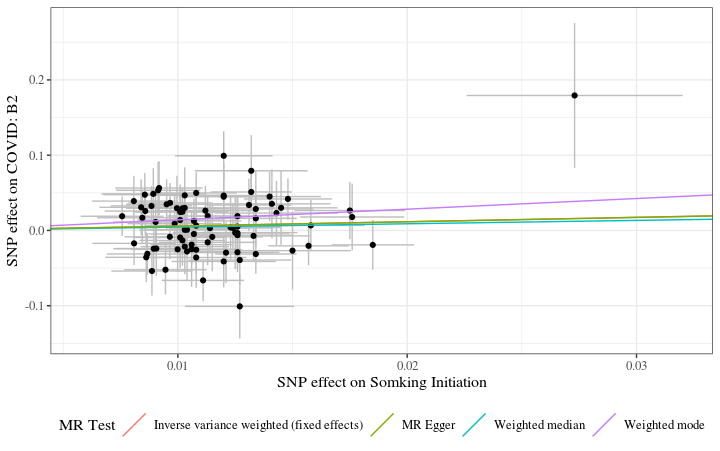 SNP effect on COVID: B2
0.2
0.1
0.0
-0.1
0.01
0.02
0.03
SNP effect on Somking Initiation
MR Test
Inverse variance weighted (fixed effects)
MR Egger
Weighted median
Weighted mode